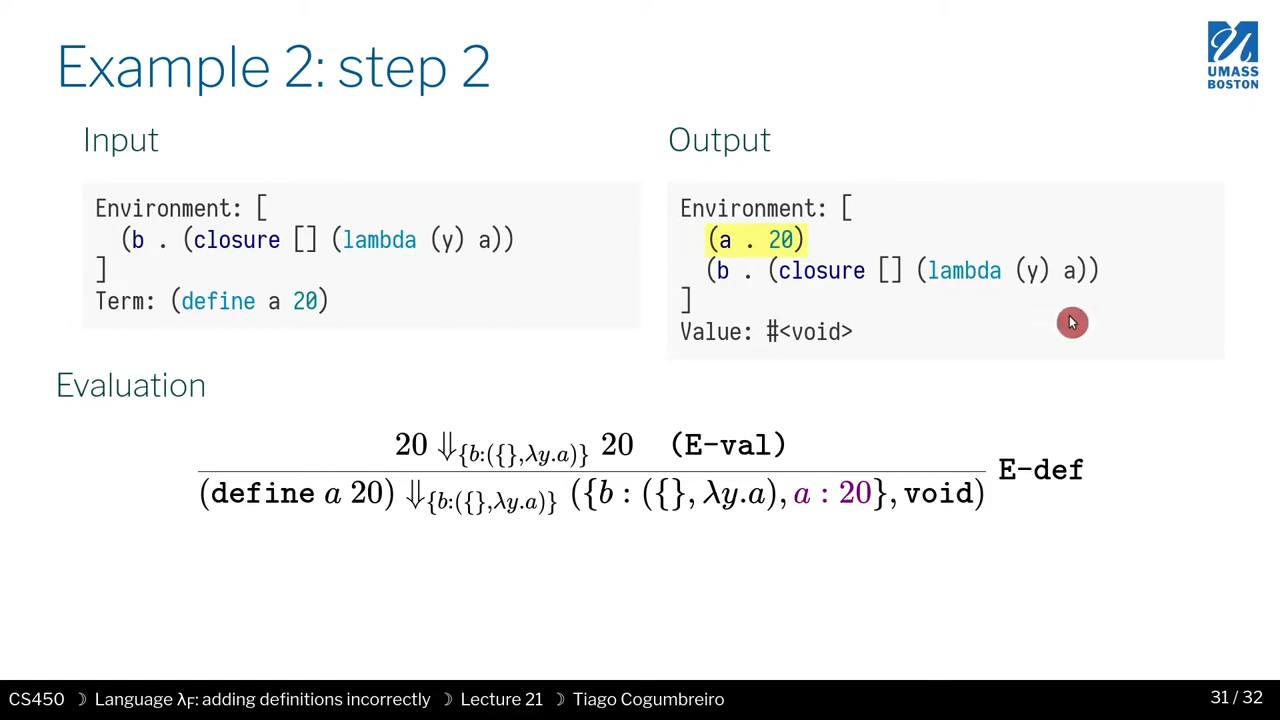 Example 2: step 2
UMASS
BOSTON
Input
Environment: [
(b . (closure [] (lambda (y) a))
]
Term: (define a 20)
Output
Environment: [
(a . 20)
(b . (closure [] (lambda (y) a))
]
Value: #<void>
Evaluation
20 ⇓{b:({},λy.a)} 20 (E-val)
(define a 20) ⇓{b:({},λy.a)} ({b : ({}, λy.a), a : 20}, void) E-def
CS450 ☽ Language λF: adding definitions incorrectly ☽ Lecture 21 ☽ Tiago Cogumbreiro
31 / 32